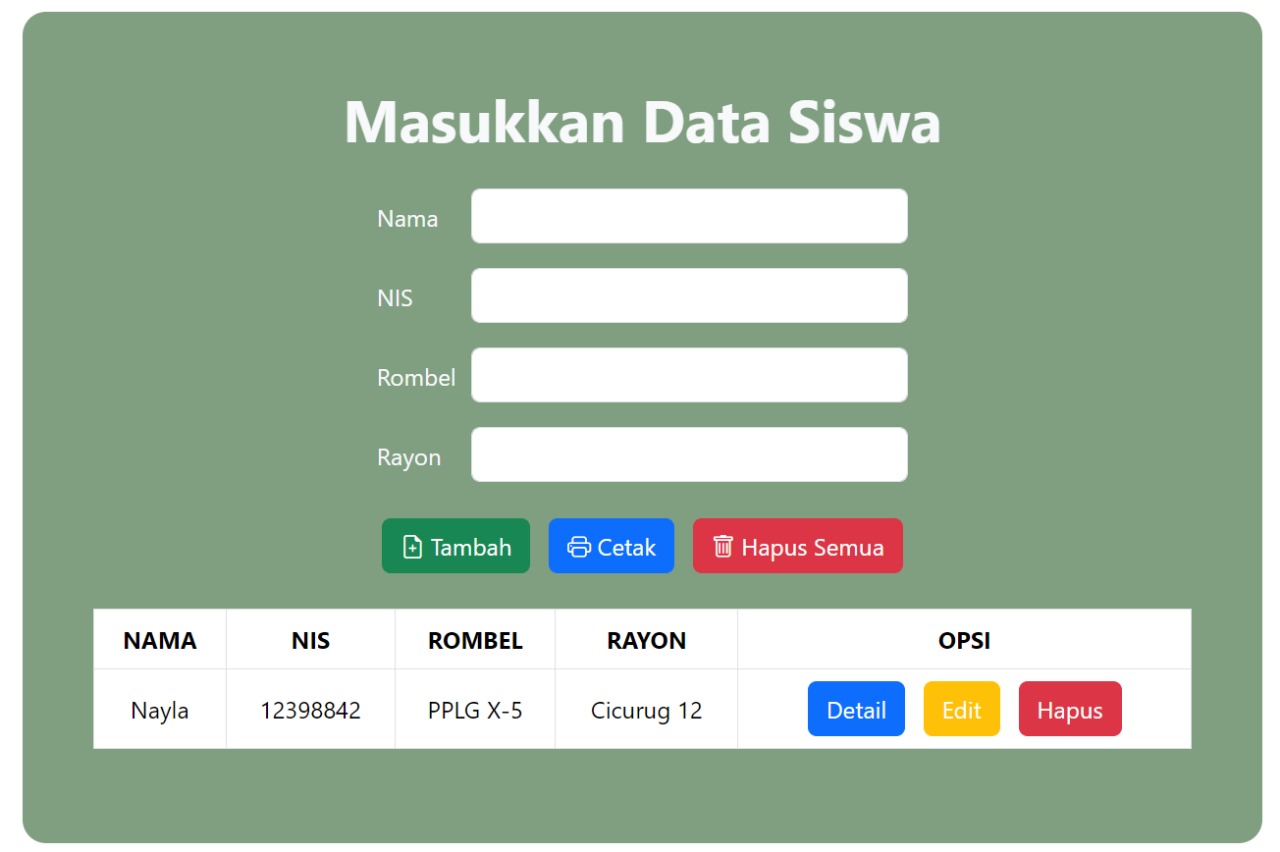 Masukkan Data Siswa
Nama
NIS
Rombel
Rayon
Tambah Cetak Hapus Semua
NAMA NIS ROMBEL RAYON OPSI
Nayla 12398842 PPLG X-5 Cicurug 12 Detail Edit Hapus